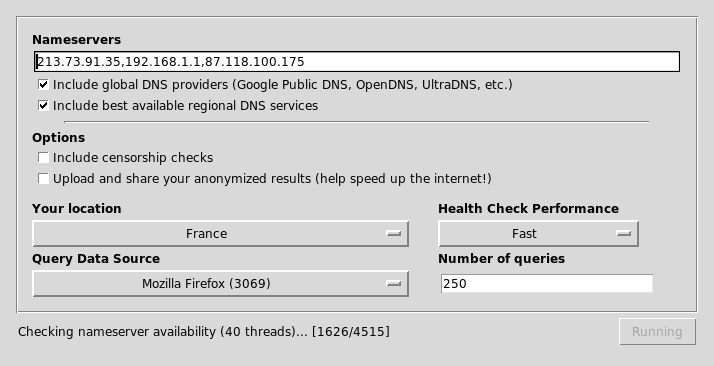 Nameservers
213.73.91.35,192.168.1.1,87.118.100.175
Include global DNS providers (Google Public DNS, OpenDNS, UltraDNS, etc.)
Include best available regional DNS services
Options
Include censorship checks
Upload and share your anonymized results (help speed up the internet!)
Your location
Health Check Performance
France
Fast
Query Data Source
Number of queries
Mozilla Firefox (3069)
250
Checking nameserver availability (40 threads)... [1626/4515]
Running